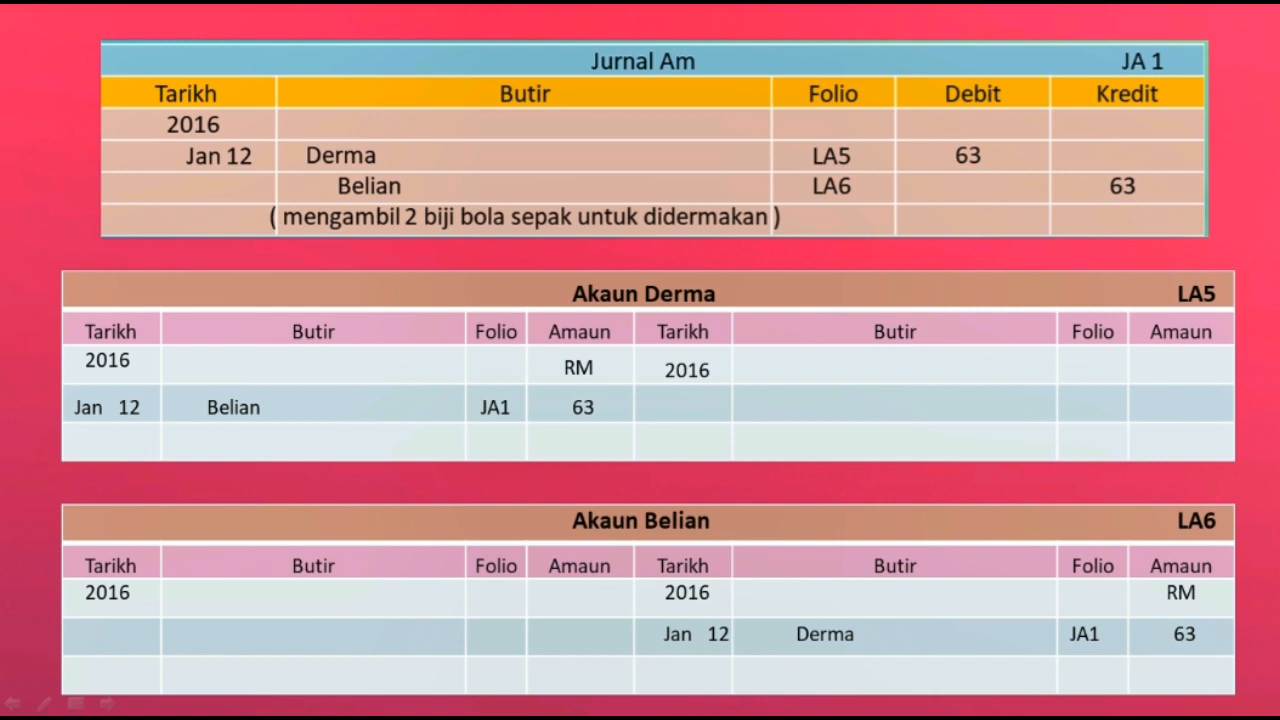 Jurnal Am JA 1
Tarikh Butir Folio Debit Kredit
2016
Jan 12 Derma LA5 63
Belian LA6 63
( mengambil 2 biji bola sepak untuk didermakan )
Akaun Derma LA5
Tarikh Butir Folio Amaun Tarikh Butir Folio Amaun
2016 RM 2016
Jan 12 Belian JA1 63
Akaun Belian LA6
Tarikh Butir Folio Amaun Tarikh Butir Folio Amaun
2016 2016 RM
Jan 12 Derma JA1 63